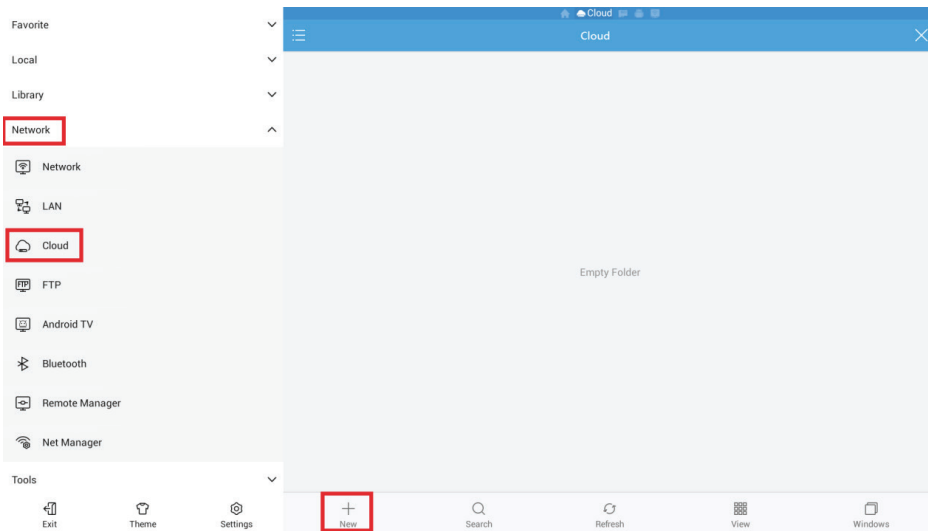 Favorite
Local
Library
Network
Network
LAN
Cloud
FTP
Android TV
Bluetooth
Remote Manager
Net Manager
Tools
Exit
Theme
Settings
Cloud
Cloud
Empty Folder
New
Search
Refresh
View
Windows